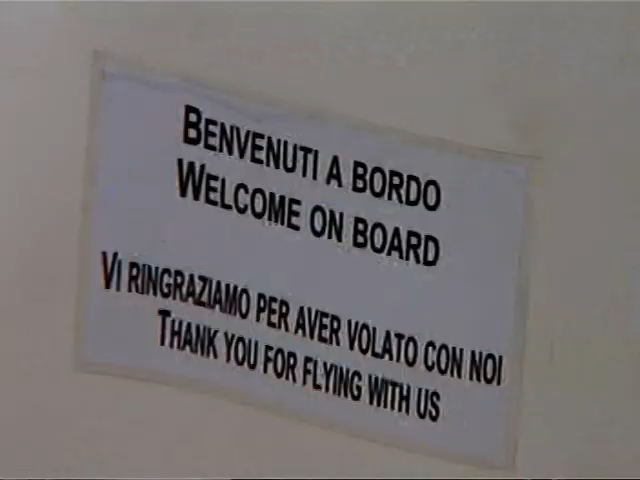 BENVENUTI A BORDO
WELCOME ON BOARD
VI RINGRAZIAMO PER AVER VOLATO CON NOI
THANK YOU FOR FLYING WITH US